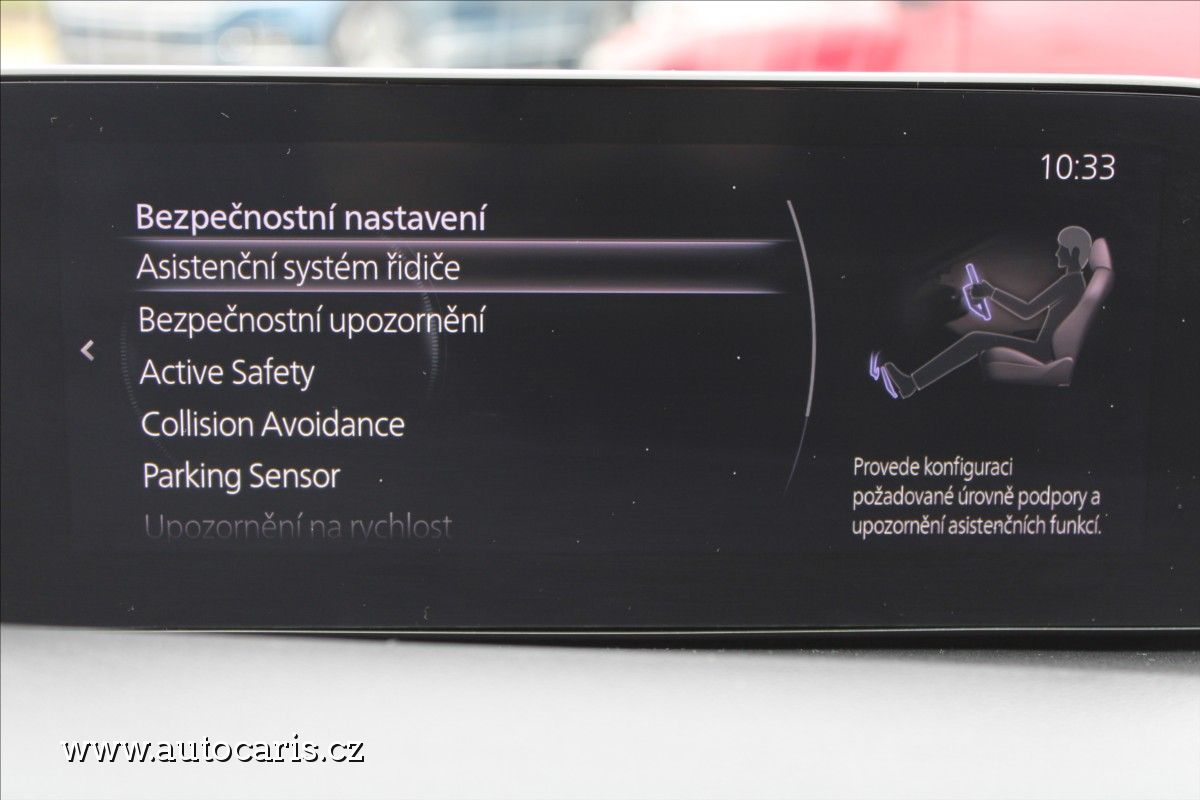 10:33
Bezpečnostní nastavení
Asistenční systém řidiče
Bezpečnostní upozornění
Active Safety
Collision Avoidance
Parking Sensor
Upozornění na rychlost
Provede konfiguraci
požadované úrovně podpory a
upozornění asistenčních funkcí.
www.autocaris.cz